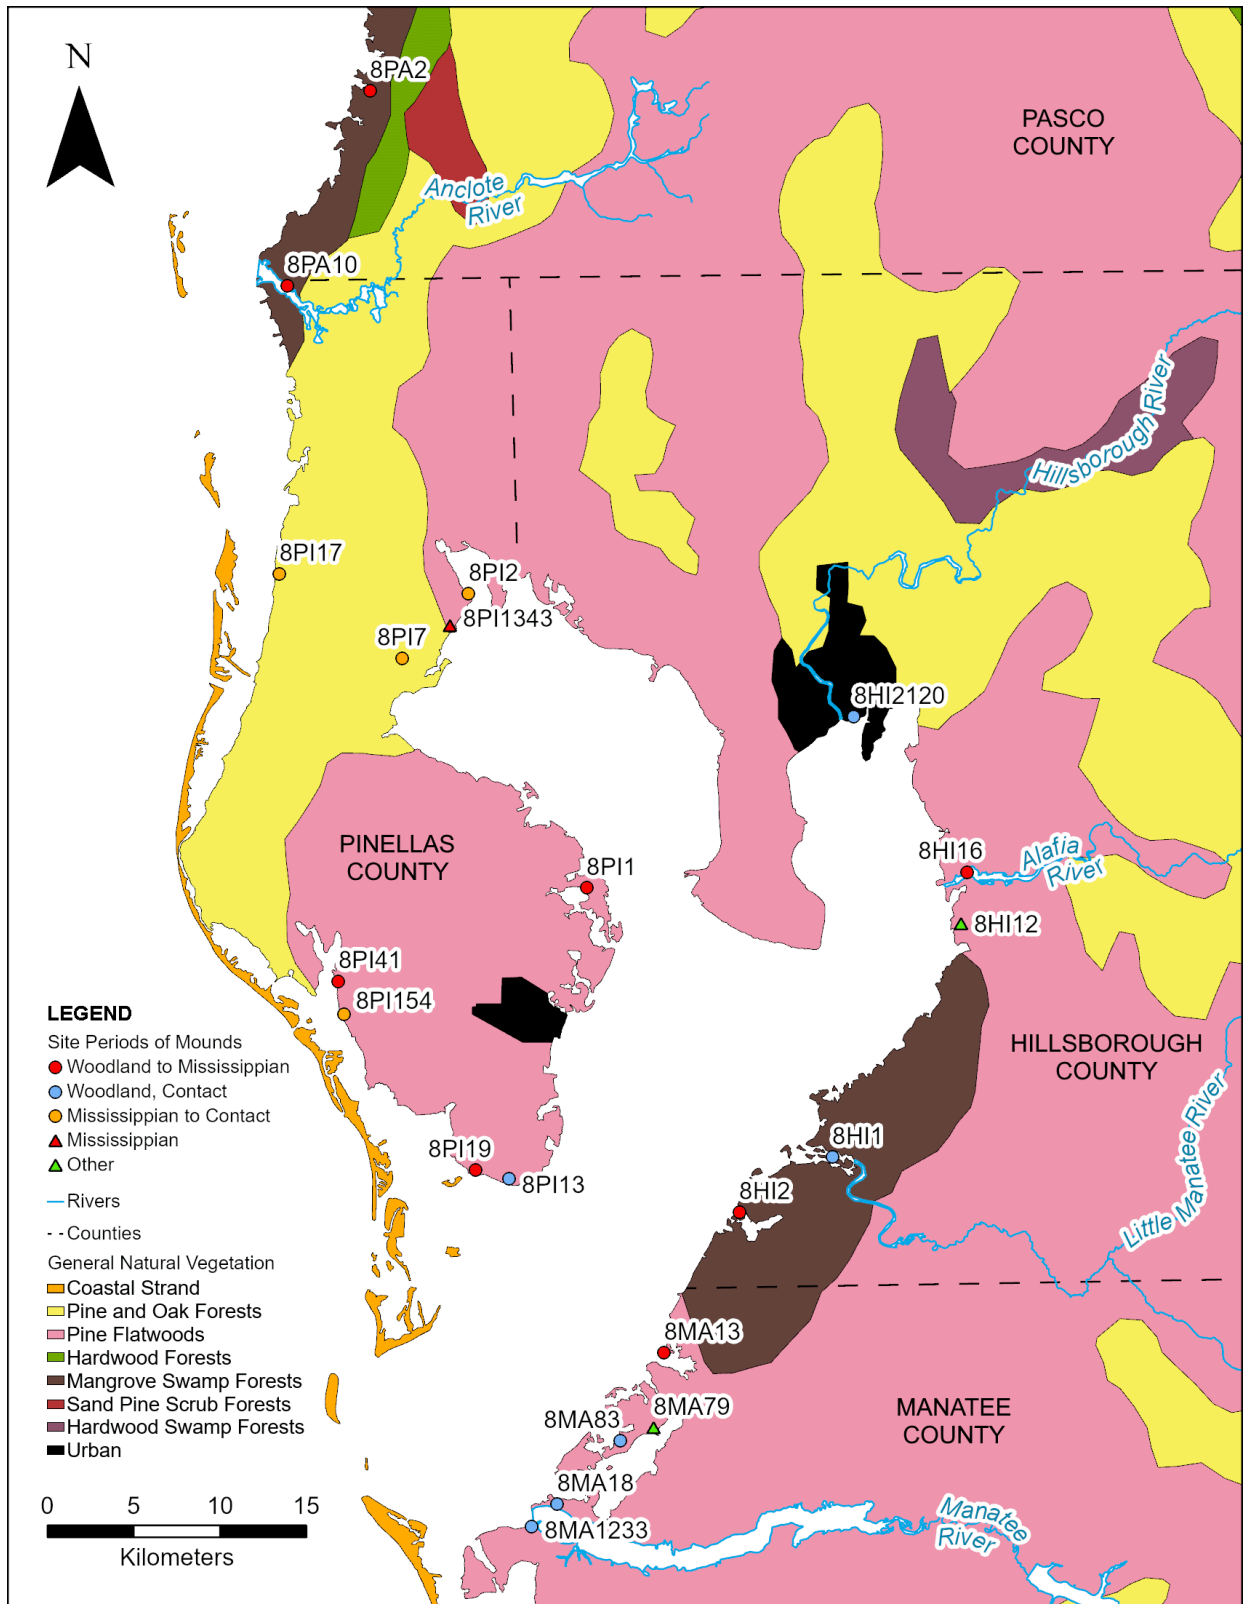 N
8PA2
PASCO
COUNTY
Anclote
River
8PA10
Hillsborough River
8PI17
8PI2
8PI1343
8PI7
8HI2120
PINELLAS
COUNTY
8PI1
8HI16
Alafia
River
8HI12
8PI41
8PI154
HILLSBOROUGH
COUNTY
8PI19
8PI13
8HI1
8HI2
Little Manatee River
8MA13
8MA79
8MA83
MANATEE
COUNTY
8MA18
8MA1233
Manatee
River
LEGEND
Site Periods of Mounds
Woodland to Mississippian
Woodland, Contact
Mississippian to Contact
Mississippian
Other
Rivers
Counties
General Natural Vegetation
Coastal Strand
Pine and Oak Forests
Pine Flatwoods
Hardwood Forests
Mangrove Swamp Forests
Sand Pine Scrub Forests
Hardwood Swamp Forests
Urban
0 5 10 15
Kilometers